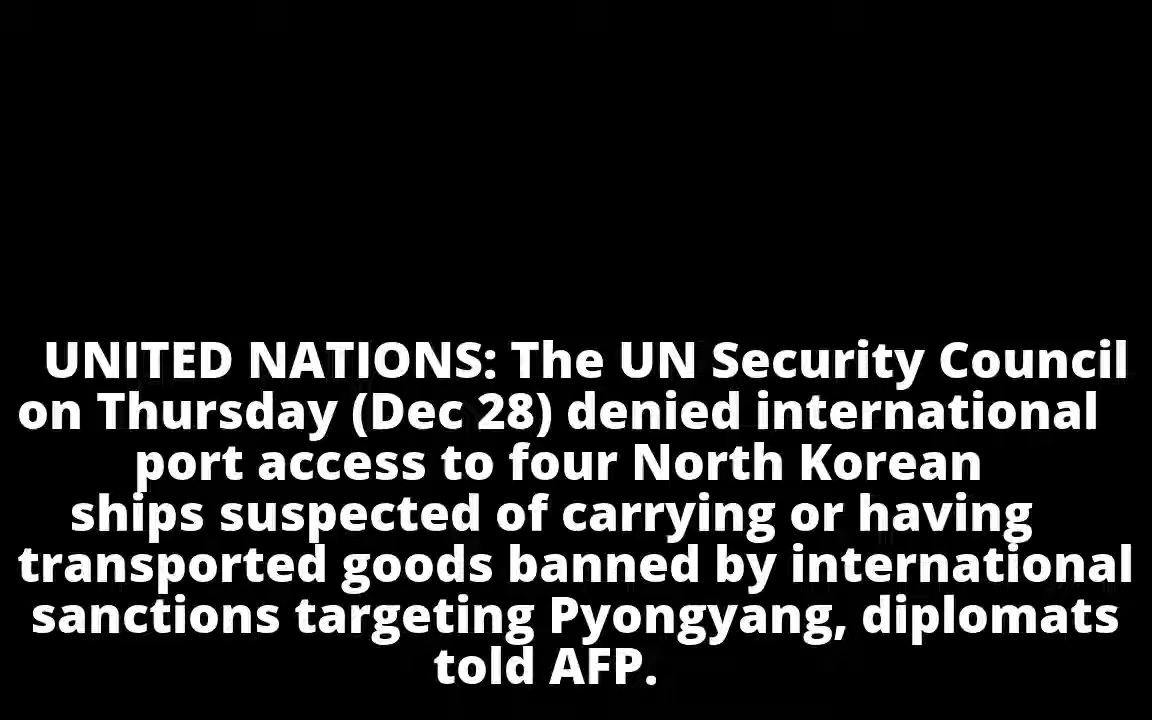 UNITED NATIONS: The UN Security Council
on Thursday (Dec 28) denied international
port access to four North Korean
ships suspected of carrying or having
transported goods banned by international
sanctions targeting Pyongyang, diplomats
told AFP.